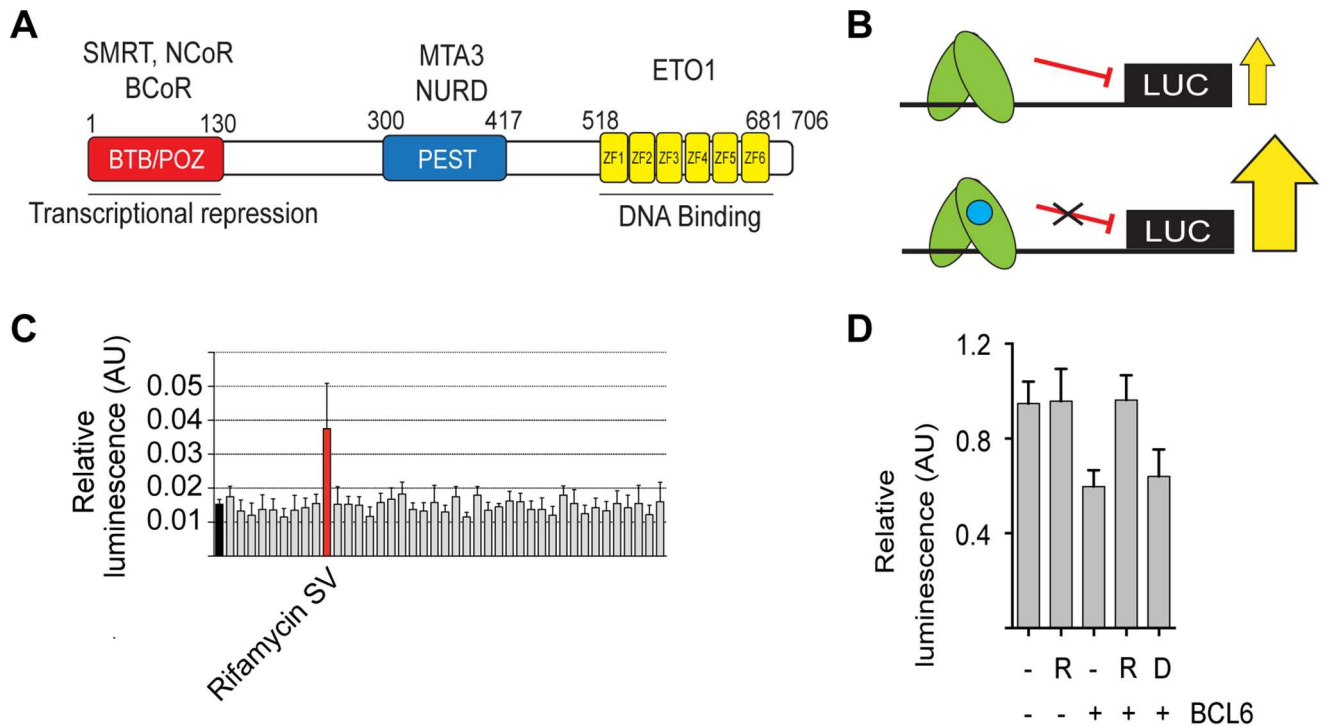 A
SMRT, NCoR
BCoR
MTA3
NURD
ETO1
1 130 300 417 518 681 706
BTB/POZ PEST ZF1 ZF2 ZF3 ZF4 ZF5 ZF6
Transcriptional repression DNA Binding
B
LUC
LUC
C
Relative
luminescence (AU)
0.05
0.04
0.03
0.02
0.01
Rifamycin SV
D
Relative
luminescence (AU)
1.2
0.8
0.4
- R - R D
- - + + + BCL6